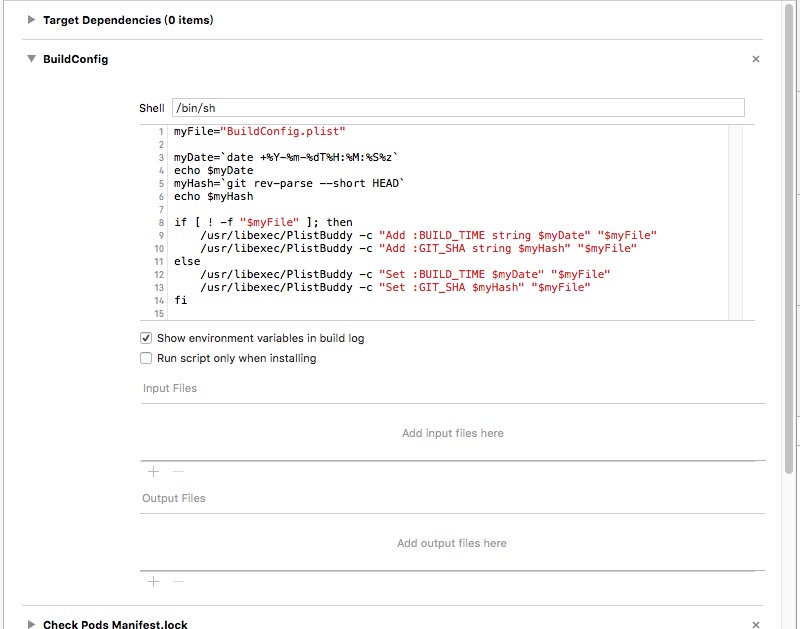 Target Dependencies (0 items)
BuildConfig
Shell /bin/sh
1 myFile="BuildConfig.plist"
2
3 myDate=`date +%Y-%m-%dT%H:%M:%S%z`
4 echo $myDate
5 myHash=`git rev-parse --short HEAD`
6 echo $myHash
7
8 if [ ! -f "$myFile" ]; then
9     /usr/libexec/PlistBuddy -c "Add :BUILD_TIME string $myDate" "$myFile"
10     /usr/libexec/PlistBuddy -c "Add :GIT_SHA string $myHash" "$myFile"
11 else
12     /usr/libexec/PlistBuddy -c "Set :BUILD_TIME $myDate" "$myFile"
13     /usr/libexec/PlistBuddy -c "Set :GIT_SHA $myHash" "$myFile"
14 fi
15
Show environment variables in build log
Run script only when installing
Input Files
Add input files here
Output Files
Add output files here
Check Pods Manifest.lock